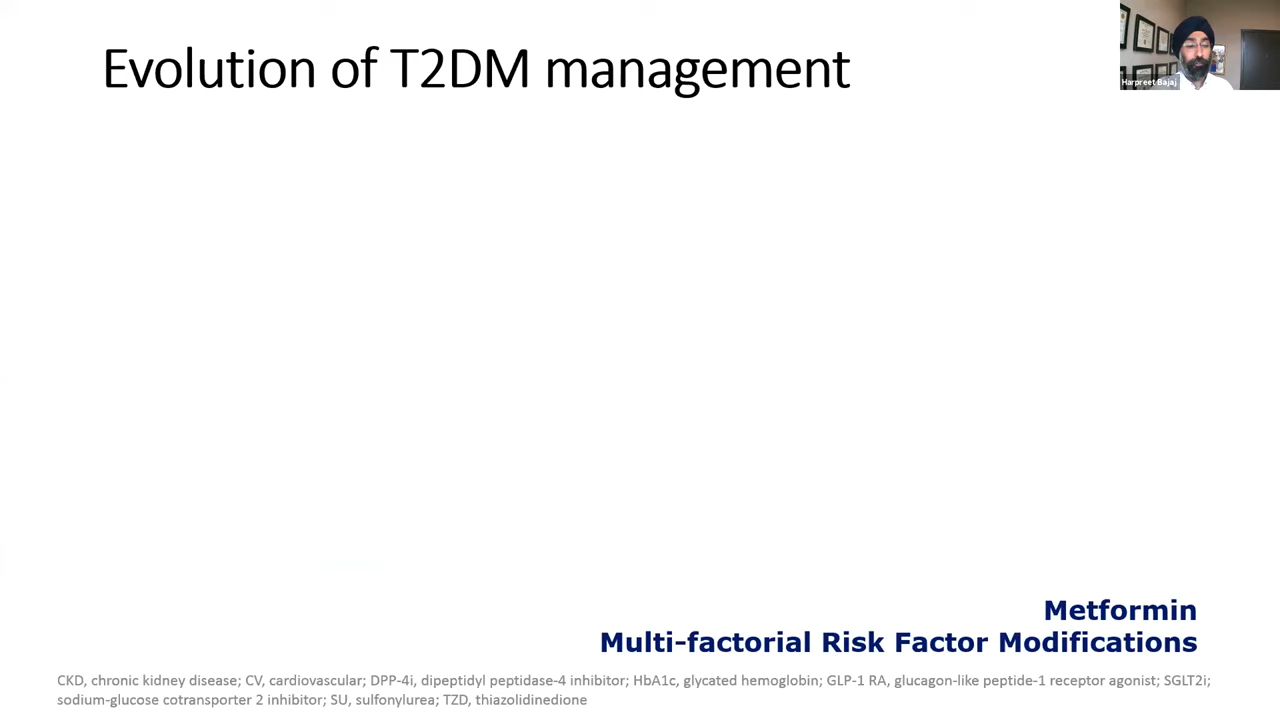 Evolution of T2DM management
Harpreet Bajaj
Metformin
Multi-factorial Risk Factor Modifications
CKD, chronic kidney disease; CV, cardiovascular; DPP-4i, dipeptidyl peptidase-4 inhibitor; HbA1c, glycated hemoglobin; GLP-1 RA, glucagon-like peptide-1 receptor agonist; SGLT2i;
sodium-glucose cotransporter 2 inhibitor; SU, sulfonylurea; TZD, thiazolidinedione